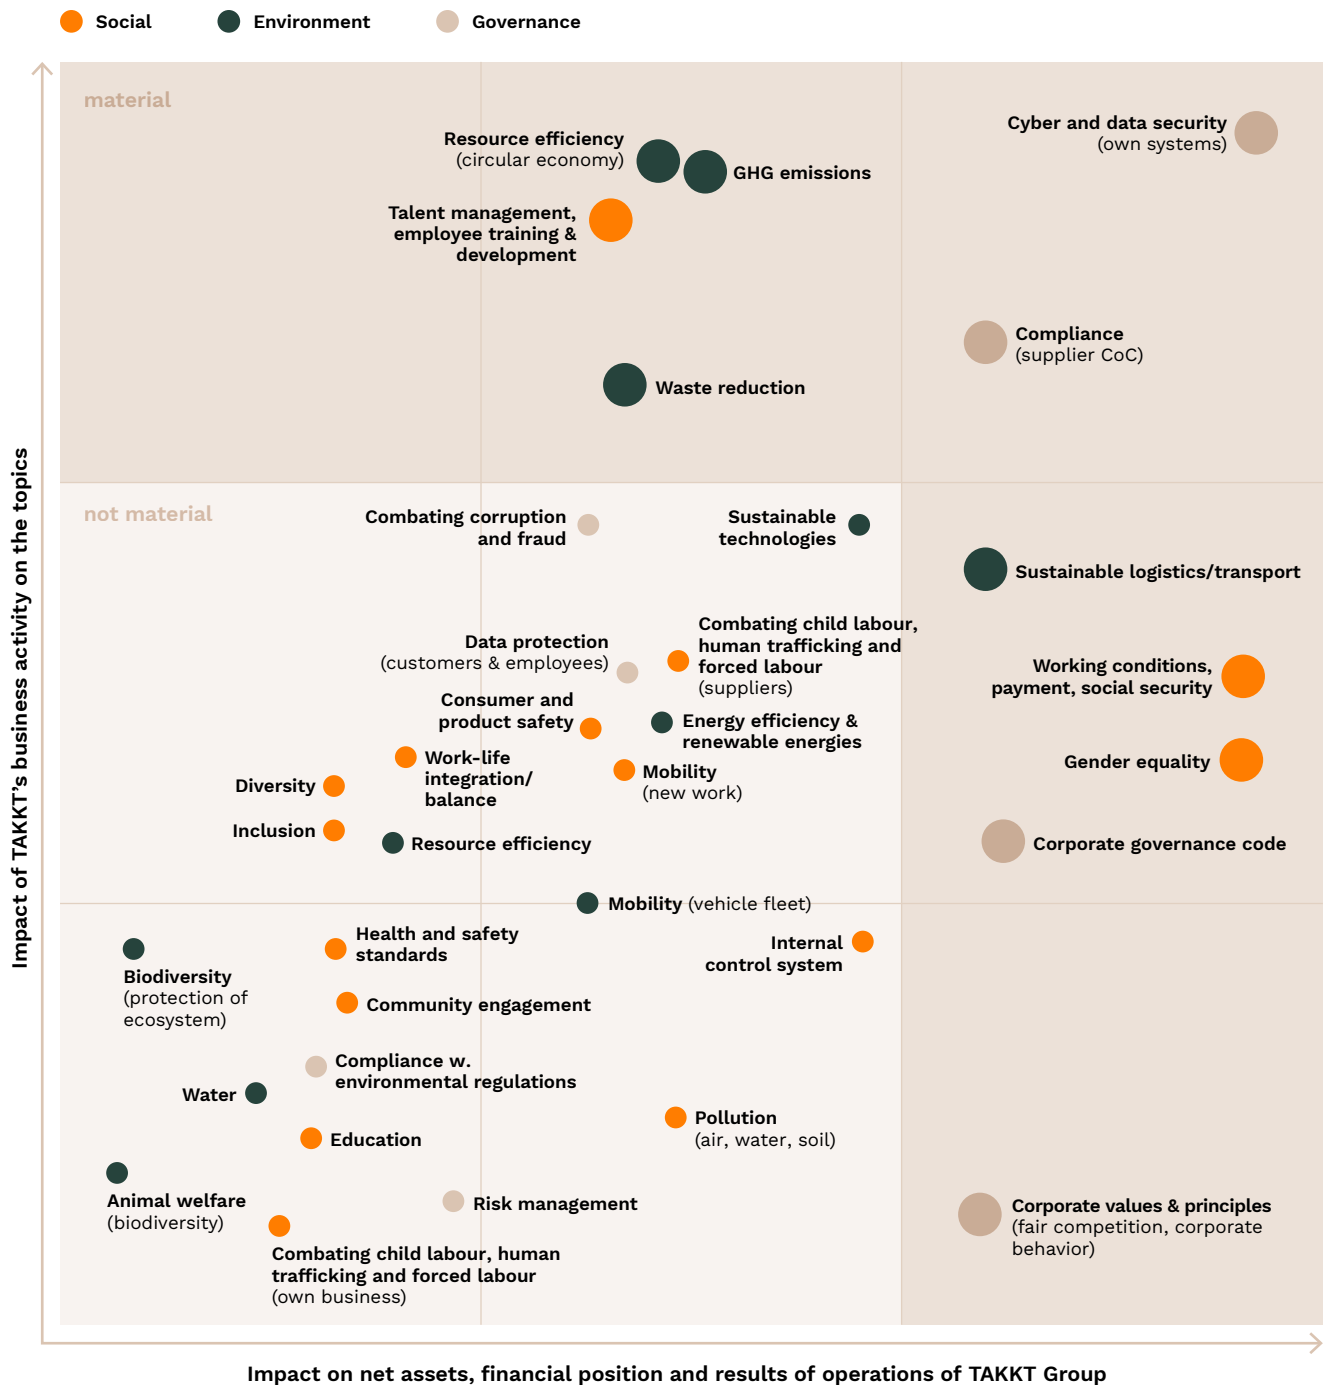 Social
Environment
Governance
material
Resource efficiency
(circular economy)
GHG emissions
Cyber and data security
(own systems)
Talent management,
employee training &
development
Compliance
(supplier CoC)
Waste reduction
not material
Combating corruption
and fraud
Sustainable
technologies
Sustainable logistics/transport
Data protection
(customers & employees)
Combating child labour,
human trafficking and
forced labour
(suppliers)
Working conditions,
payment, social security
Consumer and
product safety
Energy efficiency &
renewable energies
Work-life
integration/
balance
Mobility
(new work)
Gender equality
Diversity
Inclusion
Resource efficiency
Corporate governance code
Mobility (vehicle fleet)
Health and safety
standards
Internal
control system
Biodiversity
(protection of
ecosystem)
Community engagement
Compliance w.
environmental regulations
Water
Pollution
(air, water, soil)
Education
Animal welfare
(biodiversity)
Risk management
Corporate values & principles
(fair competition, corporate
behavior)
Combating child labour, human
trafficking and forced labour
(own business)
Impact of TAKKT's business activity on the topics
Impact on net assets, financial position and results of operations of TAKKT Group